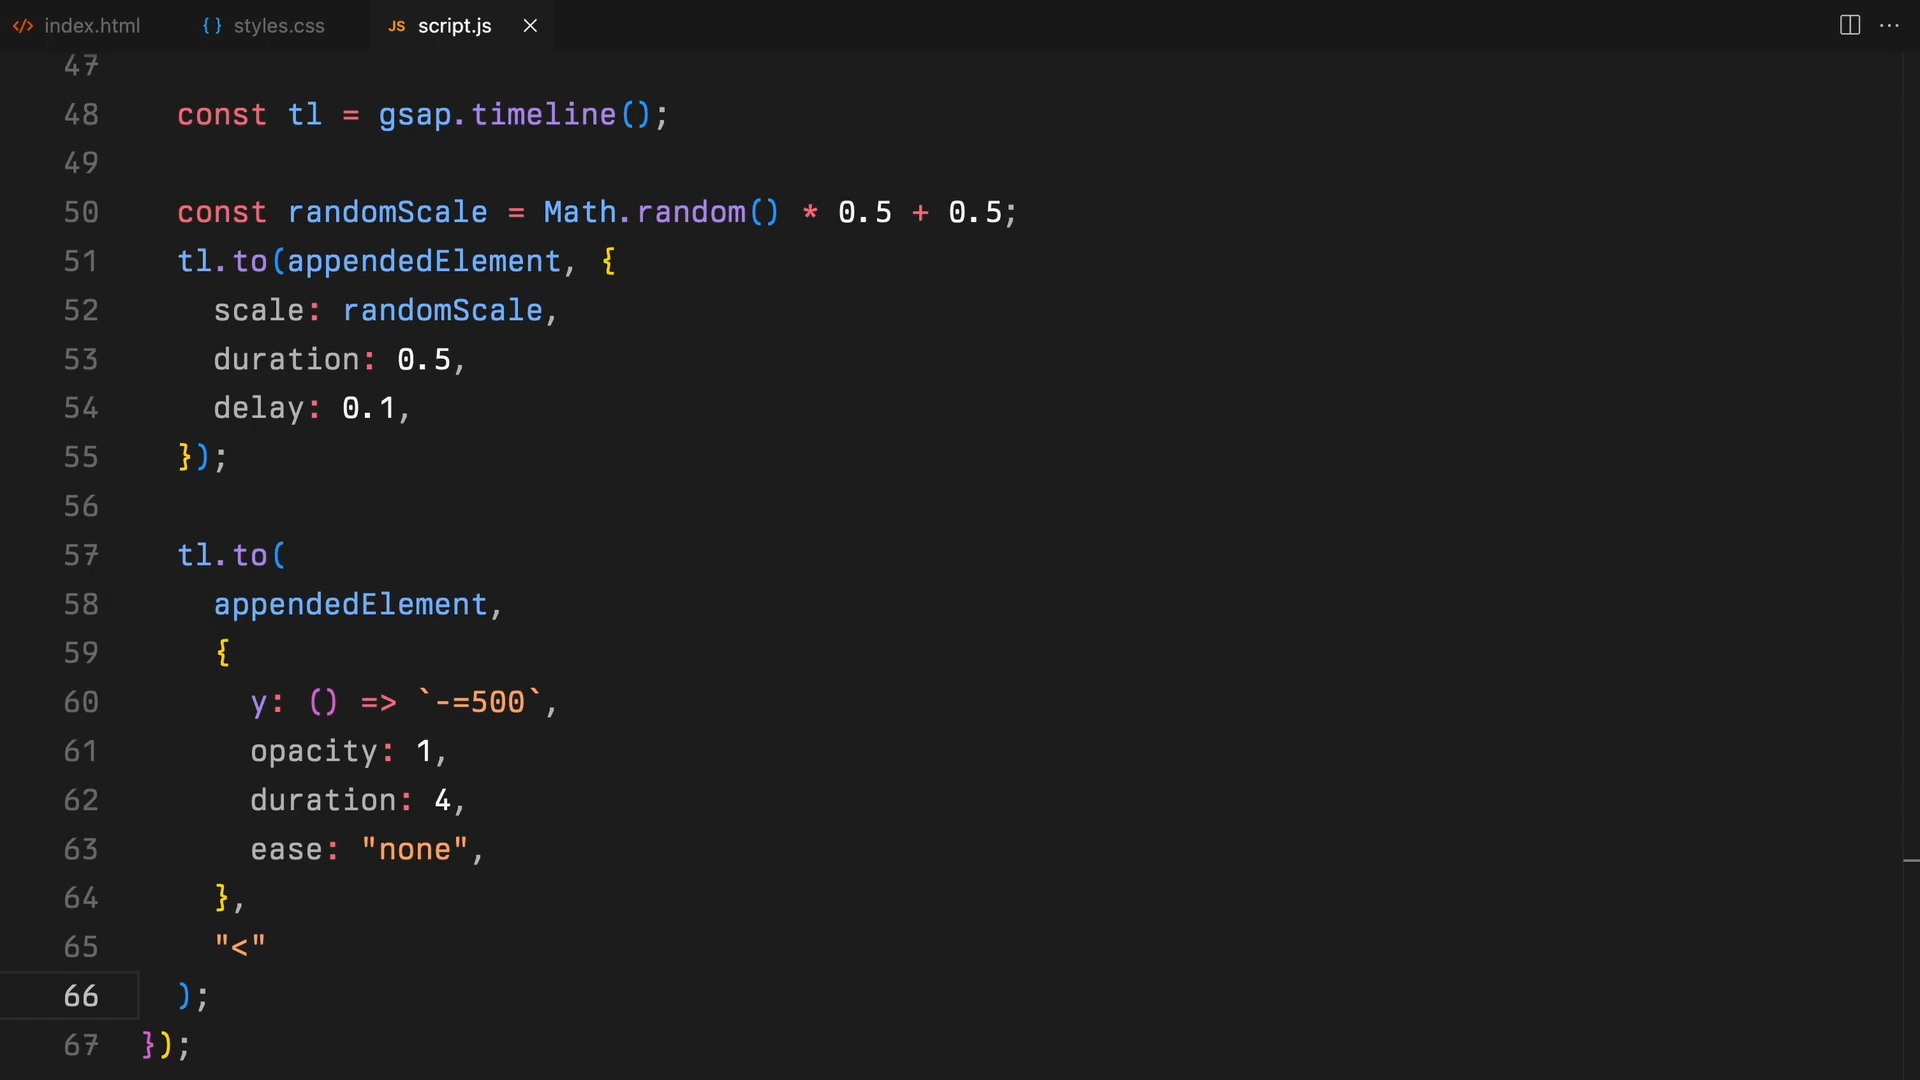 </> index.html {} styles.css JS script.js
47
48 const tl = gsap.timeline();
49
50 const randomScale = Math.random() * 0.5 + 0.5;
51 tl.to(appendedElement, {
52 scale: randomScale,
53 duration: 0.5,
54 delay: 0.1,
55 });
56
57 tl.to(
58 appendedElement,
59 {
60 y: () => `-=500`,
61 opacity: 1,
62 duration: 4,
63 ease: "none",
64 },
65 "<"
66 );
67 });